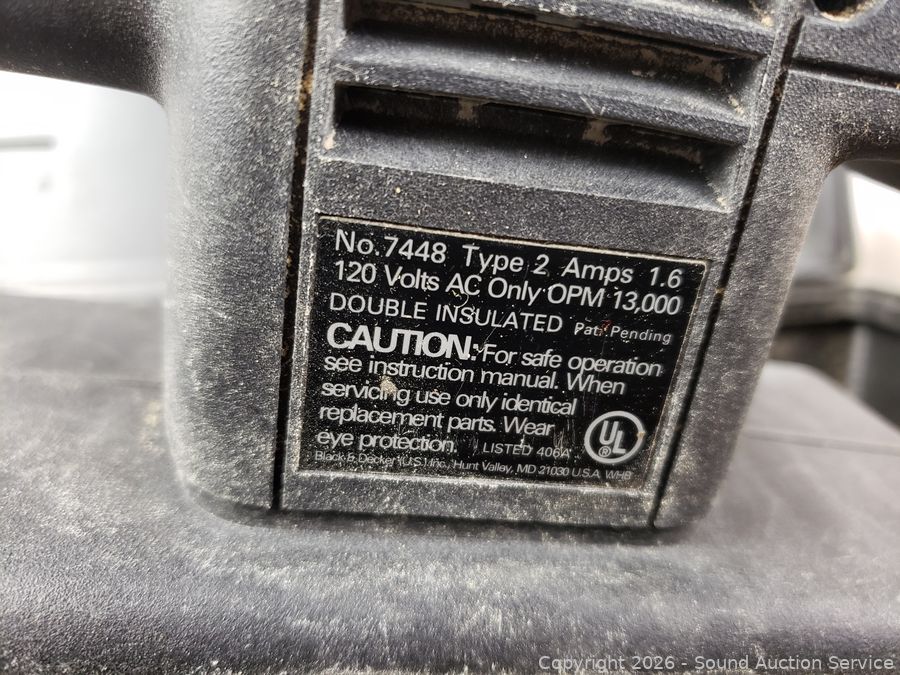 No. 7448 Type 2 Amps 1.6
120 Volts AC Only OPM 13,000
DOUBLE INSULATED Pat. Pending
CAUTION: For safe operation
see instruction manual. When
servicing use only identical
replacement parts. Wear
eye protection. LISTED 406A
UL
®
Black & Decker (U.S.) Inc., Hunt Valley, MD 21030 U.S.A. WHB
Copyright 2026 - Sound Auction Service